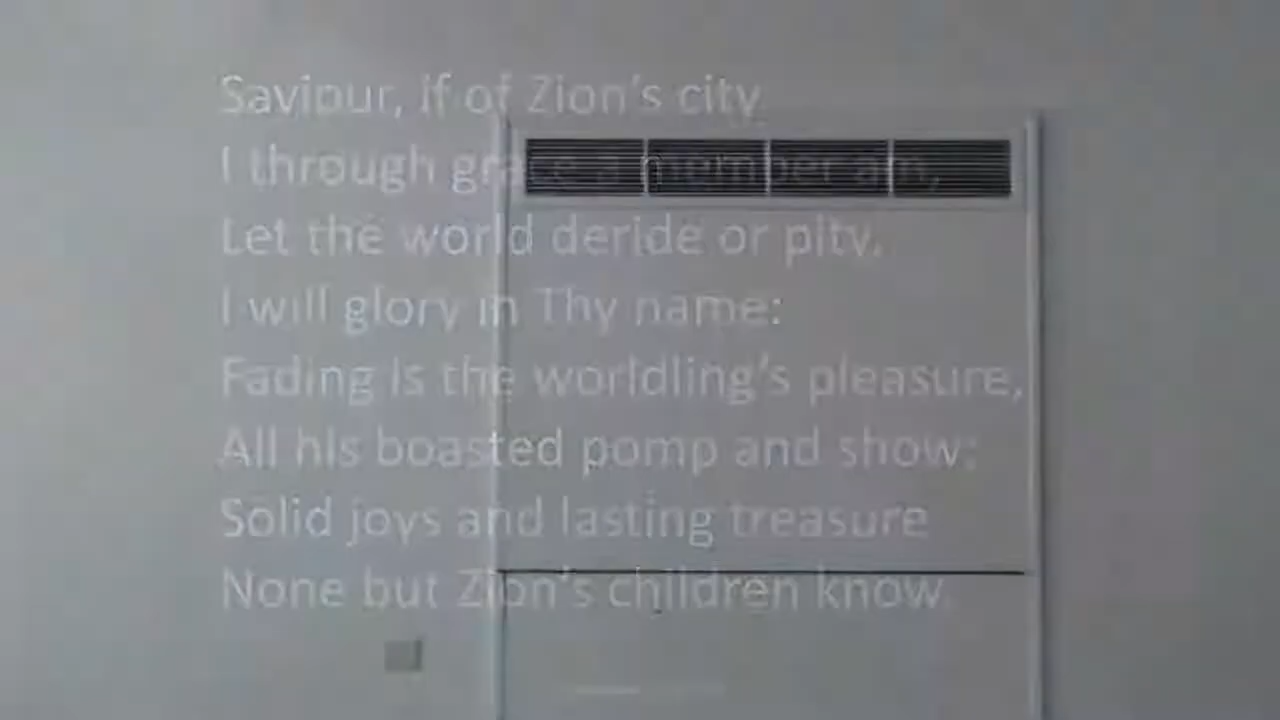 Saviour, if of Zion's city
I through grace a member am,
Let the world deride or pity,
I will glory in Thy name:
Fading is the worldling's pleasure,
All his boasted pomp and show;
Solid joys and lasting treasure
None but Zion's children know.